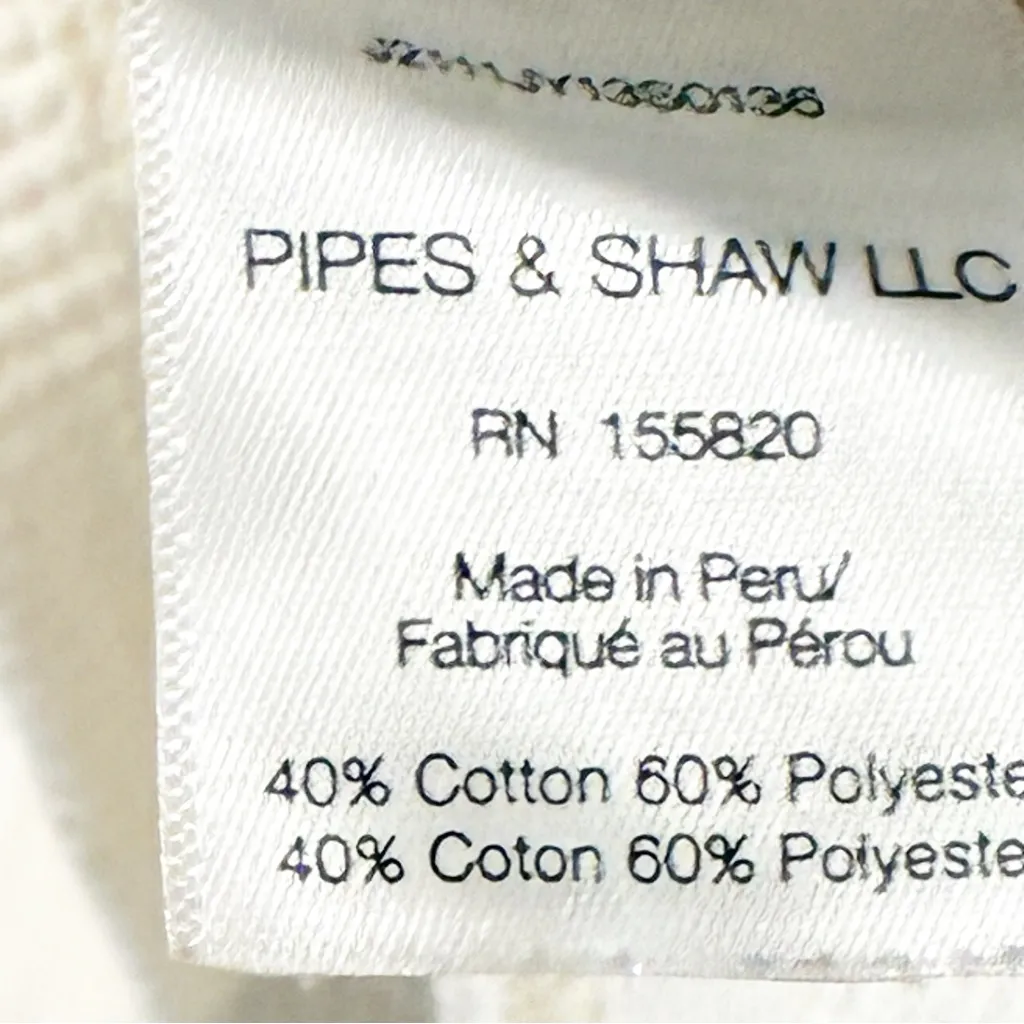 PIPES & SHAW LLC
RN 155820
Made in Peru/
Fabriqué au Pérou
40% Cotton 60% Polyeste
40% Coton 60% Polyeste